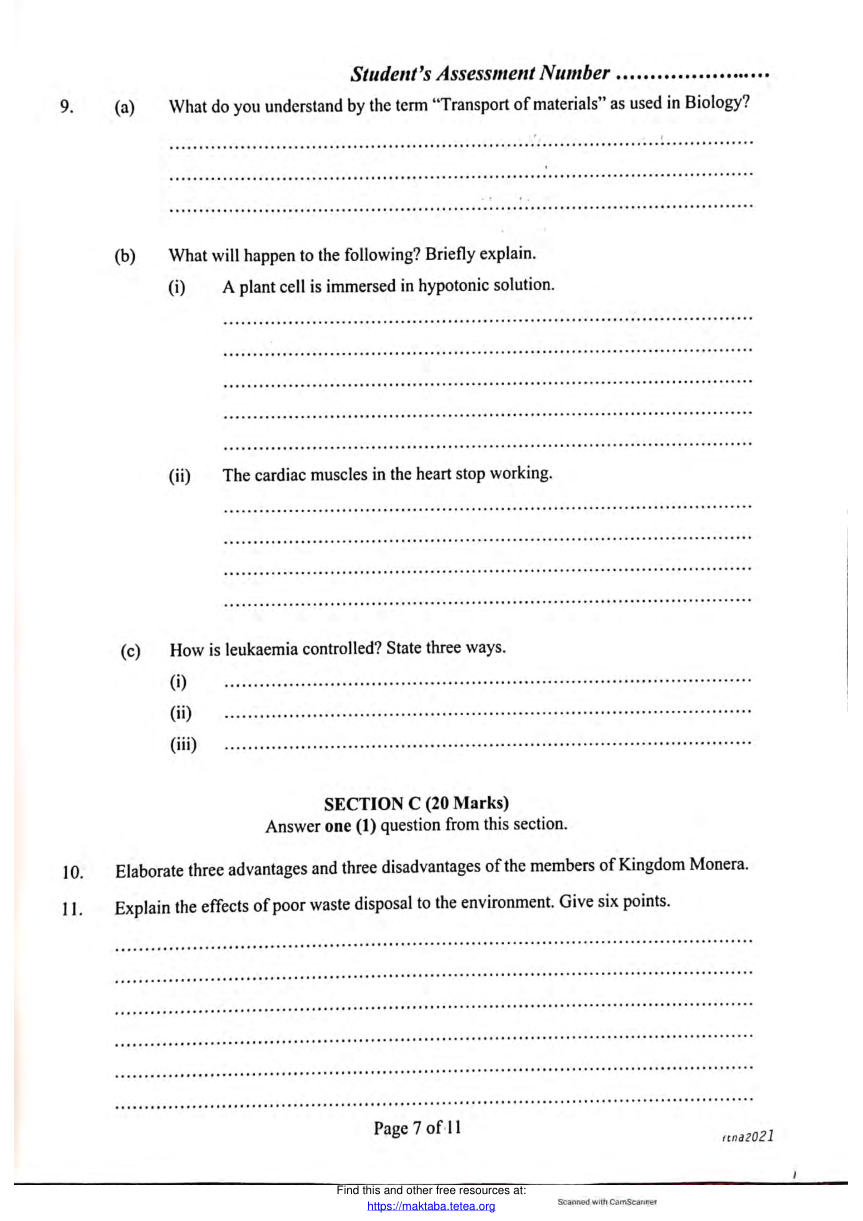 Student's Assessment Number .......................
9. (a) What do you understand by the term “Transport of materials” as used in Biology?
(b) What will happen to the following? Briefly explain.
(i) A plant cell is immersed in hypotonic solution.
(ii) The cardiac muscles in the heart stop working.
(c) How is leukaemia controlled? State three ways.
(i)
(ii)
(iii)
SECTION C (20 Marks)
Answer one (1) question from this section.
10. Elaborate three advantages and three disadvantages of the members of Kingdom Monera.
11. Explain the effects of poor waste disposal to the environment. Give six points.
Page 7 of 11
ftna2021
Find this and other free resources at:
https://maktaba.tetea.org
Scanned with CamScanner